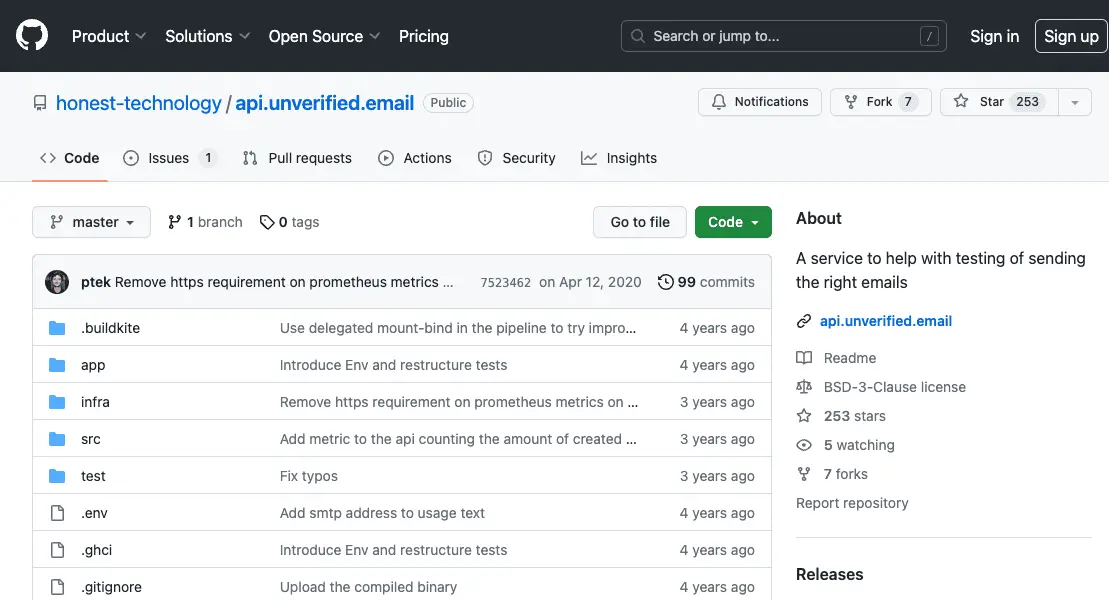 Product Solutions Open Source Pricing Search or jump to... / Sign in Sign up
honest-technology / api.unverified.email Public Notifications Fork 7 Star 253
Code Issues 1 Pull requests Actions Security Insights
master 1 branch 0 tags Go to file Code
ptek Remove https requirement on prometheus metrics ... 7523462 on Apr 12, 2020 99 commits
.buildkite Use delegated mount-bind in the pipeline to try impro... 4 years ago
app Introduce Env and restructure tests 4 years ago
infra Remove https requirement on prometheus metrics on ... 3 years ago
src Add metric to the api counting the amount of created ... 3 years ago
test Fix typos 3 years ago
.env Add smtp address to usage text 4 years ago
.ghci Introduce Env and restructure tests 4 years ago
.gitignore Upload the compiled binary 4 years ago
About
A service to help with testing of sending
the right emails
api.unverified.email
Readme
BSD-3-Clause license
253 stars
5 watching
7 forks
Report repository
Releases